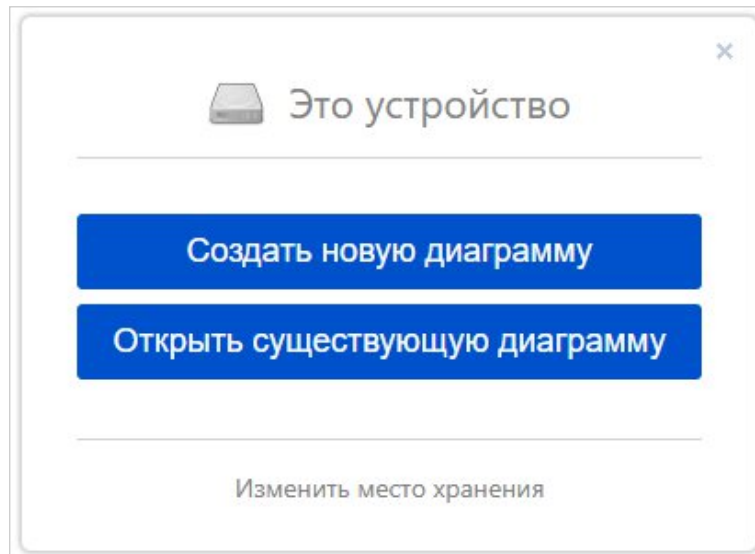 Это устройство
Создать новую диаграмму
Открыть существующую диаграмму
Изменить место хранения